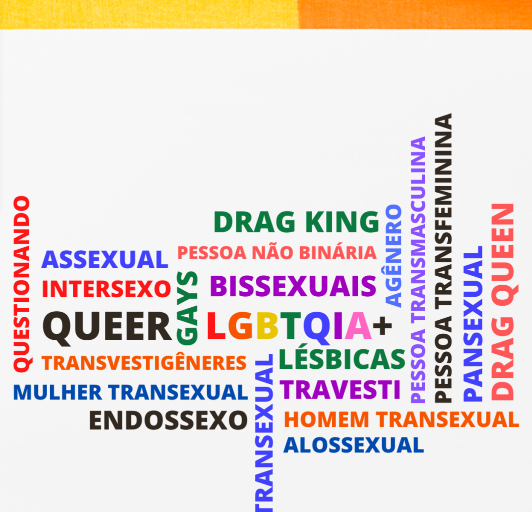 QUESTIONANDO
DRAG KING
ASSEXUAL
PESSOA NÃO BINÁRIA
INTERSEXO
GAYS
BISSEXUAIS
AGÊNERO
PESSOA TRANSMASCULINA
PESSOA TRANSFEMININA
PANSEXUAL
DRAG QUEEN
QUEER
LGBTQIA+
TRANSVESTIGÊNERES
LÉSBICAS
MULHER TRANSEXUAL
TRANSEXUAL
TRAVESTI
ENDOSSEXO
HOMEM TRANSEXUAL
ALOSSEXUAL